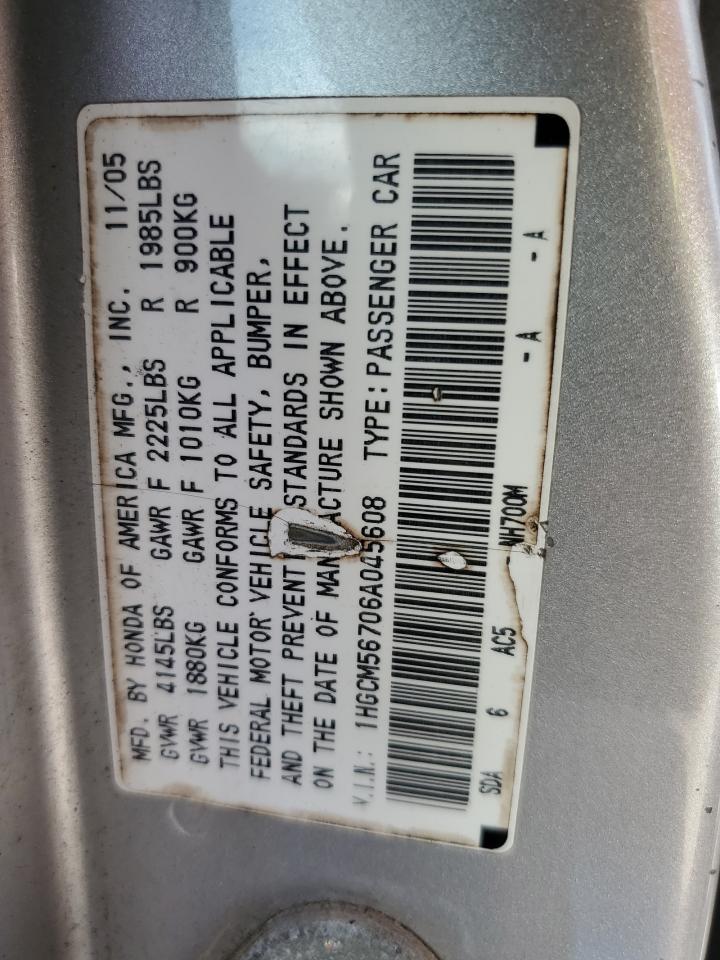 MFD. BY HONDA OF AMERICA MFG., INC. 11/05
GVWR 4145LBS GAWR F 2225LBS R 1985LBS
GVWR 1880KG GAWR F 1010KG R 900KG
THIS VEHICLE CONFORMS TO ALL APPLICABLE
FEDERAL MOTOR VEHICLE SAFETY, BUMPER,
AND THEFT PREVENTI STANDARDS IN EFFECT
ON THE DATE OF MAN ACTURE SHOWN ABOVE.
V.I.N.: 1HGCM56706A045608 TYPE: PASSENGER CAR
SDA 6 AC5 NH700M - A - A